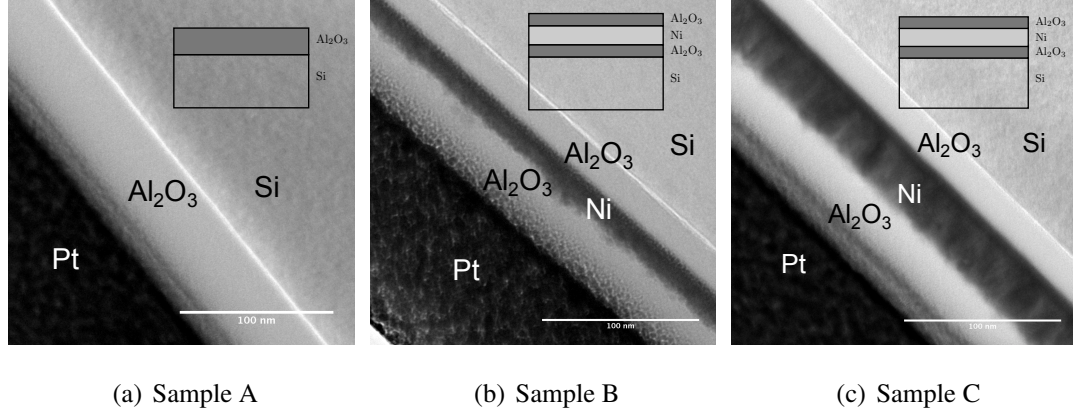 Al₂O₃
Si
Al₂O₃
Si
Pt
100 nm
(a) Sample A
Al₂O₃
Ni
Al₂O₃
Si
Si
Al₂O₃
Al₂O₃
Ni
Pt
100 nm
(b) Sample B
Al₂O₃
Ni
Al₂O₃
Si
Si
Al₂O₃
Ni
Al₂O₃
Pt
100 nm
(c) Sample C